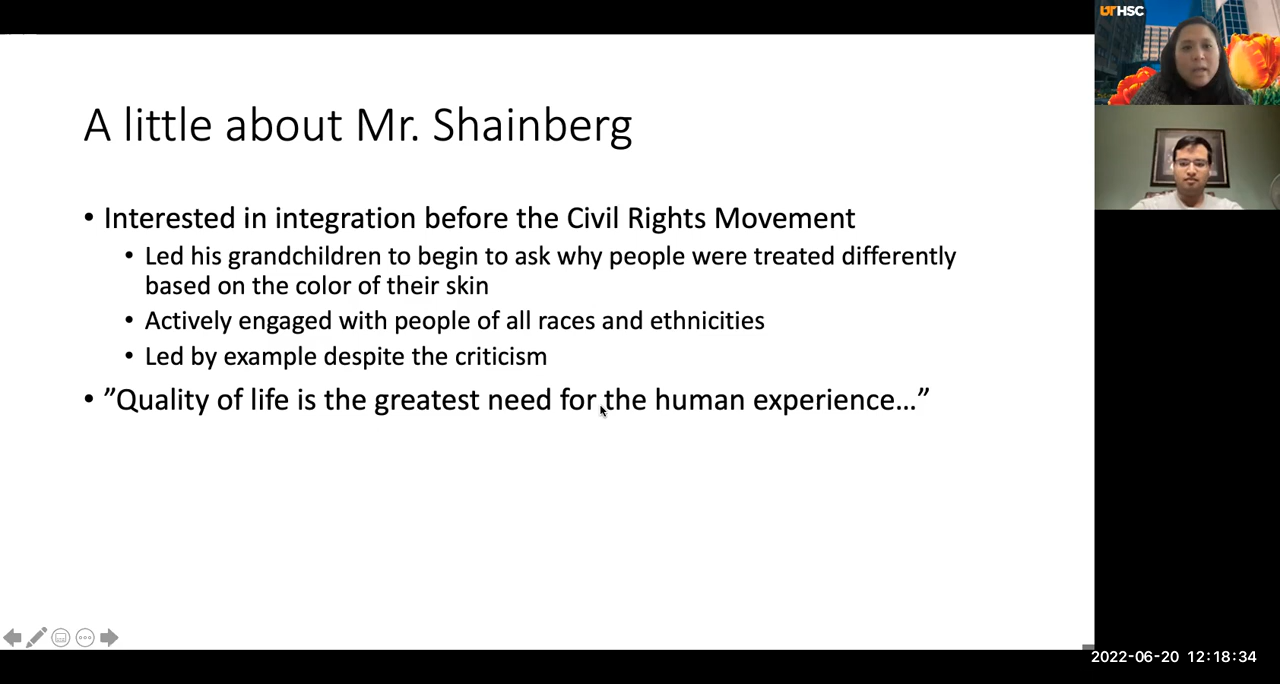 UTHSC
A little about Mr. Shainberg
• Interested in integration before the Civil Rights Movement
• Led his grandchildren to begin to ask why people were treated differently
based on the color of their skin
• Actively engaged with people of all races and ethnicities
• Led by example despite the criticism
• ”Quality of life is the greatest need for the human experience...”
2022-06-20 12:18:34